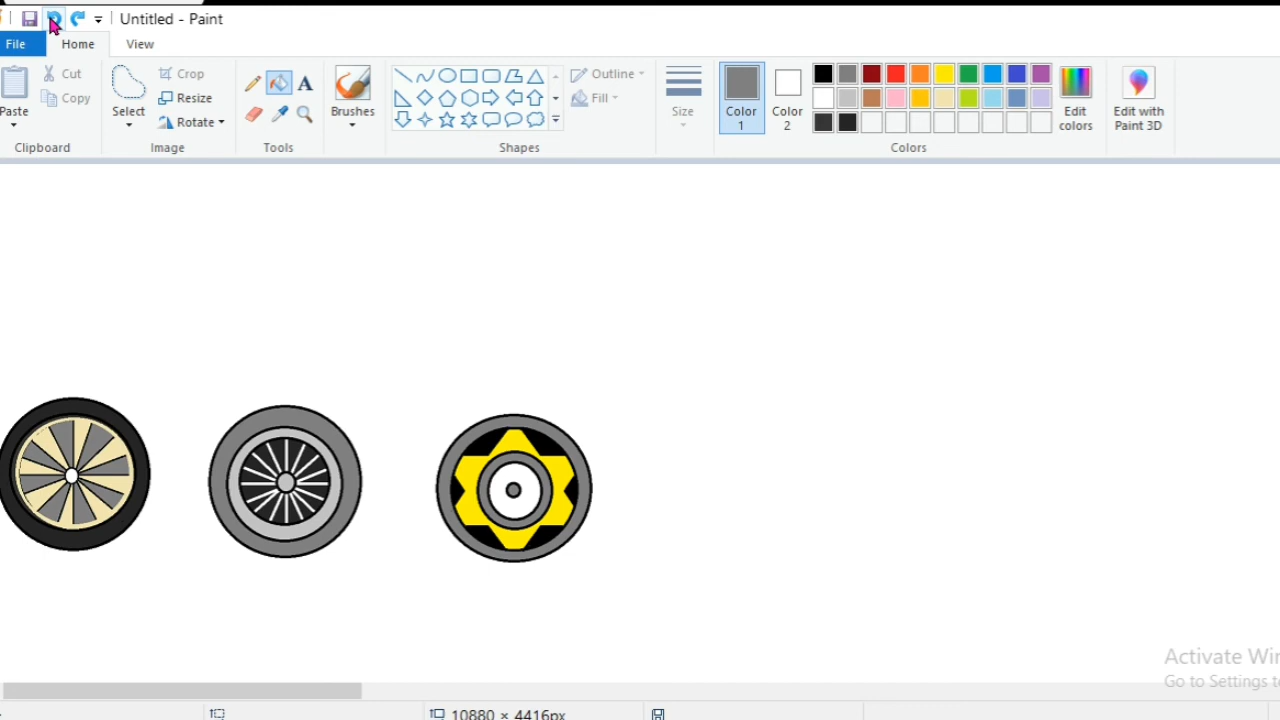 Untitled - Paint
File Home View
Paste
Cut
Copy
Clipboard
Select
Crop
Resize
Rotate
Image
A
Tools
Brushes
Outline
Fill
Shapes
Size
Color 1
Color 2
Edit colors
Colors
Edit with Paint 3D
Activate Win
Go to Settings t
10880 × 4416px